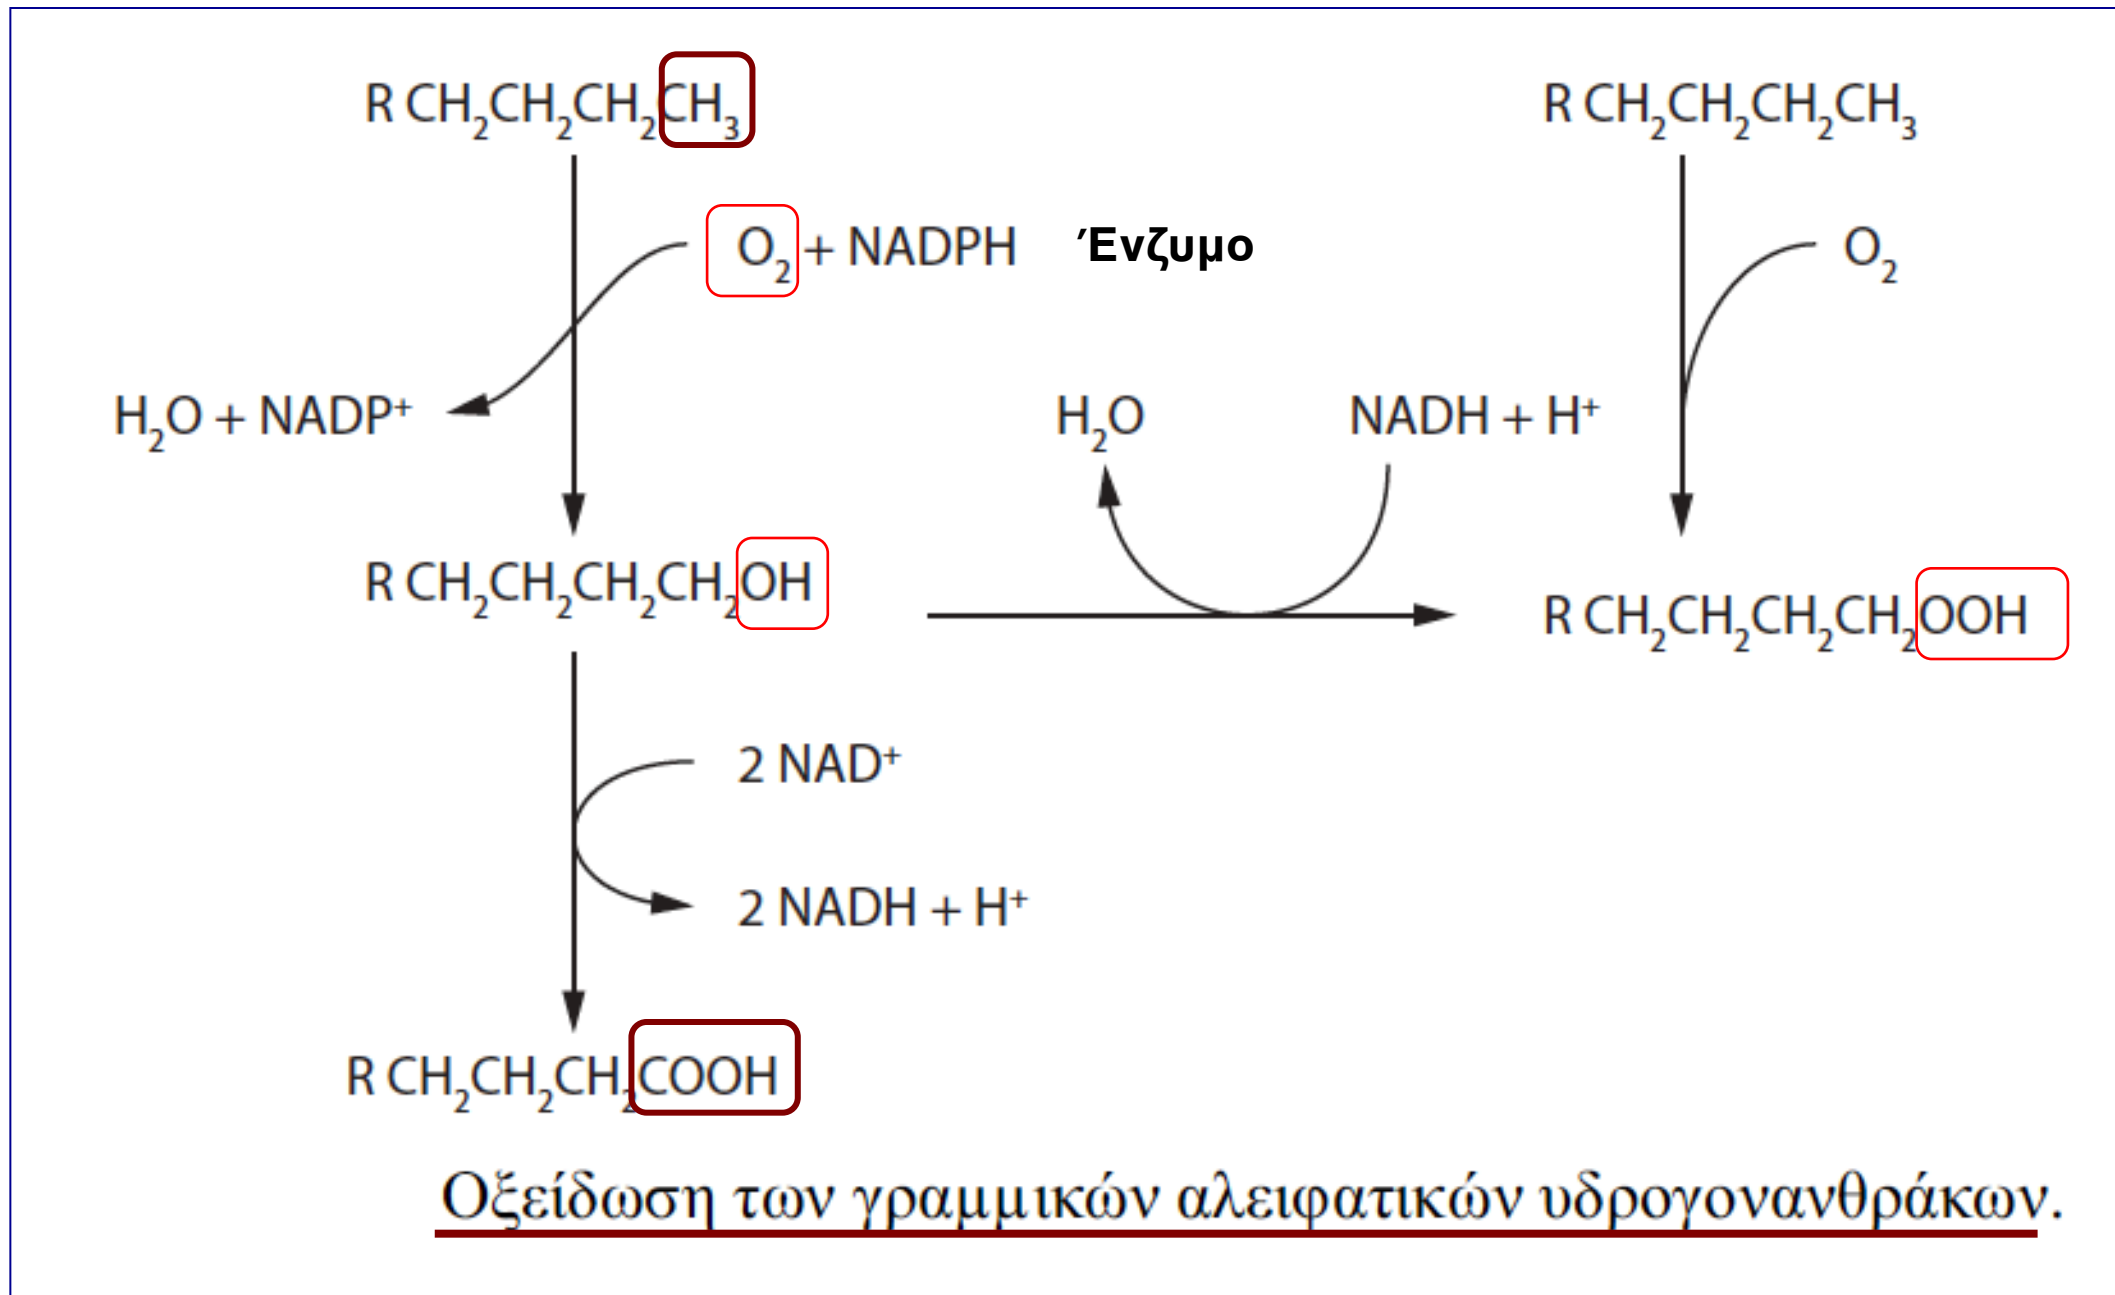 R CH₂CH₂CH₂CH₃
R CH₂CH₂CH₂CH₃
O₂ + NADPH
Ένζυμο
O₂
H₂O + NADP⁺
H₂O
NADH + H⁺
R CH₂CH₂CH₂CH₂OH
R CH₂CH₂CH₂CH₂OOH
2 NAD⁺
2 NADH + H⁺
R CH₂CH₂CH₂COOH
Οξείδωση των γραμμικών αλειφατικών υδρογονανθράκων.